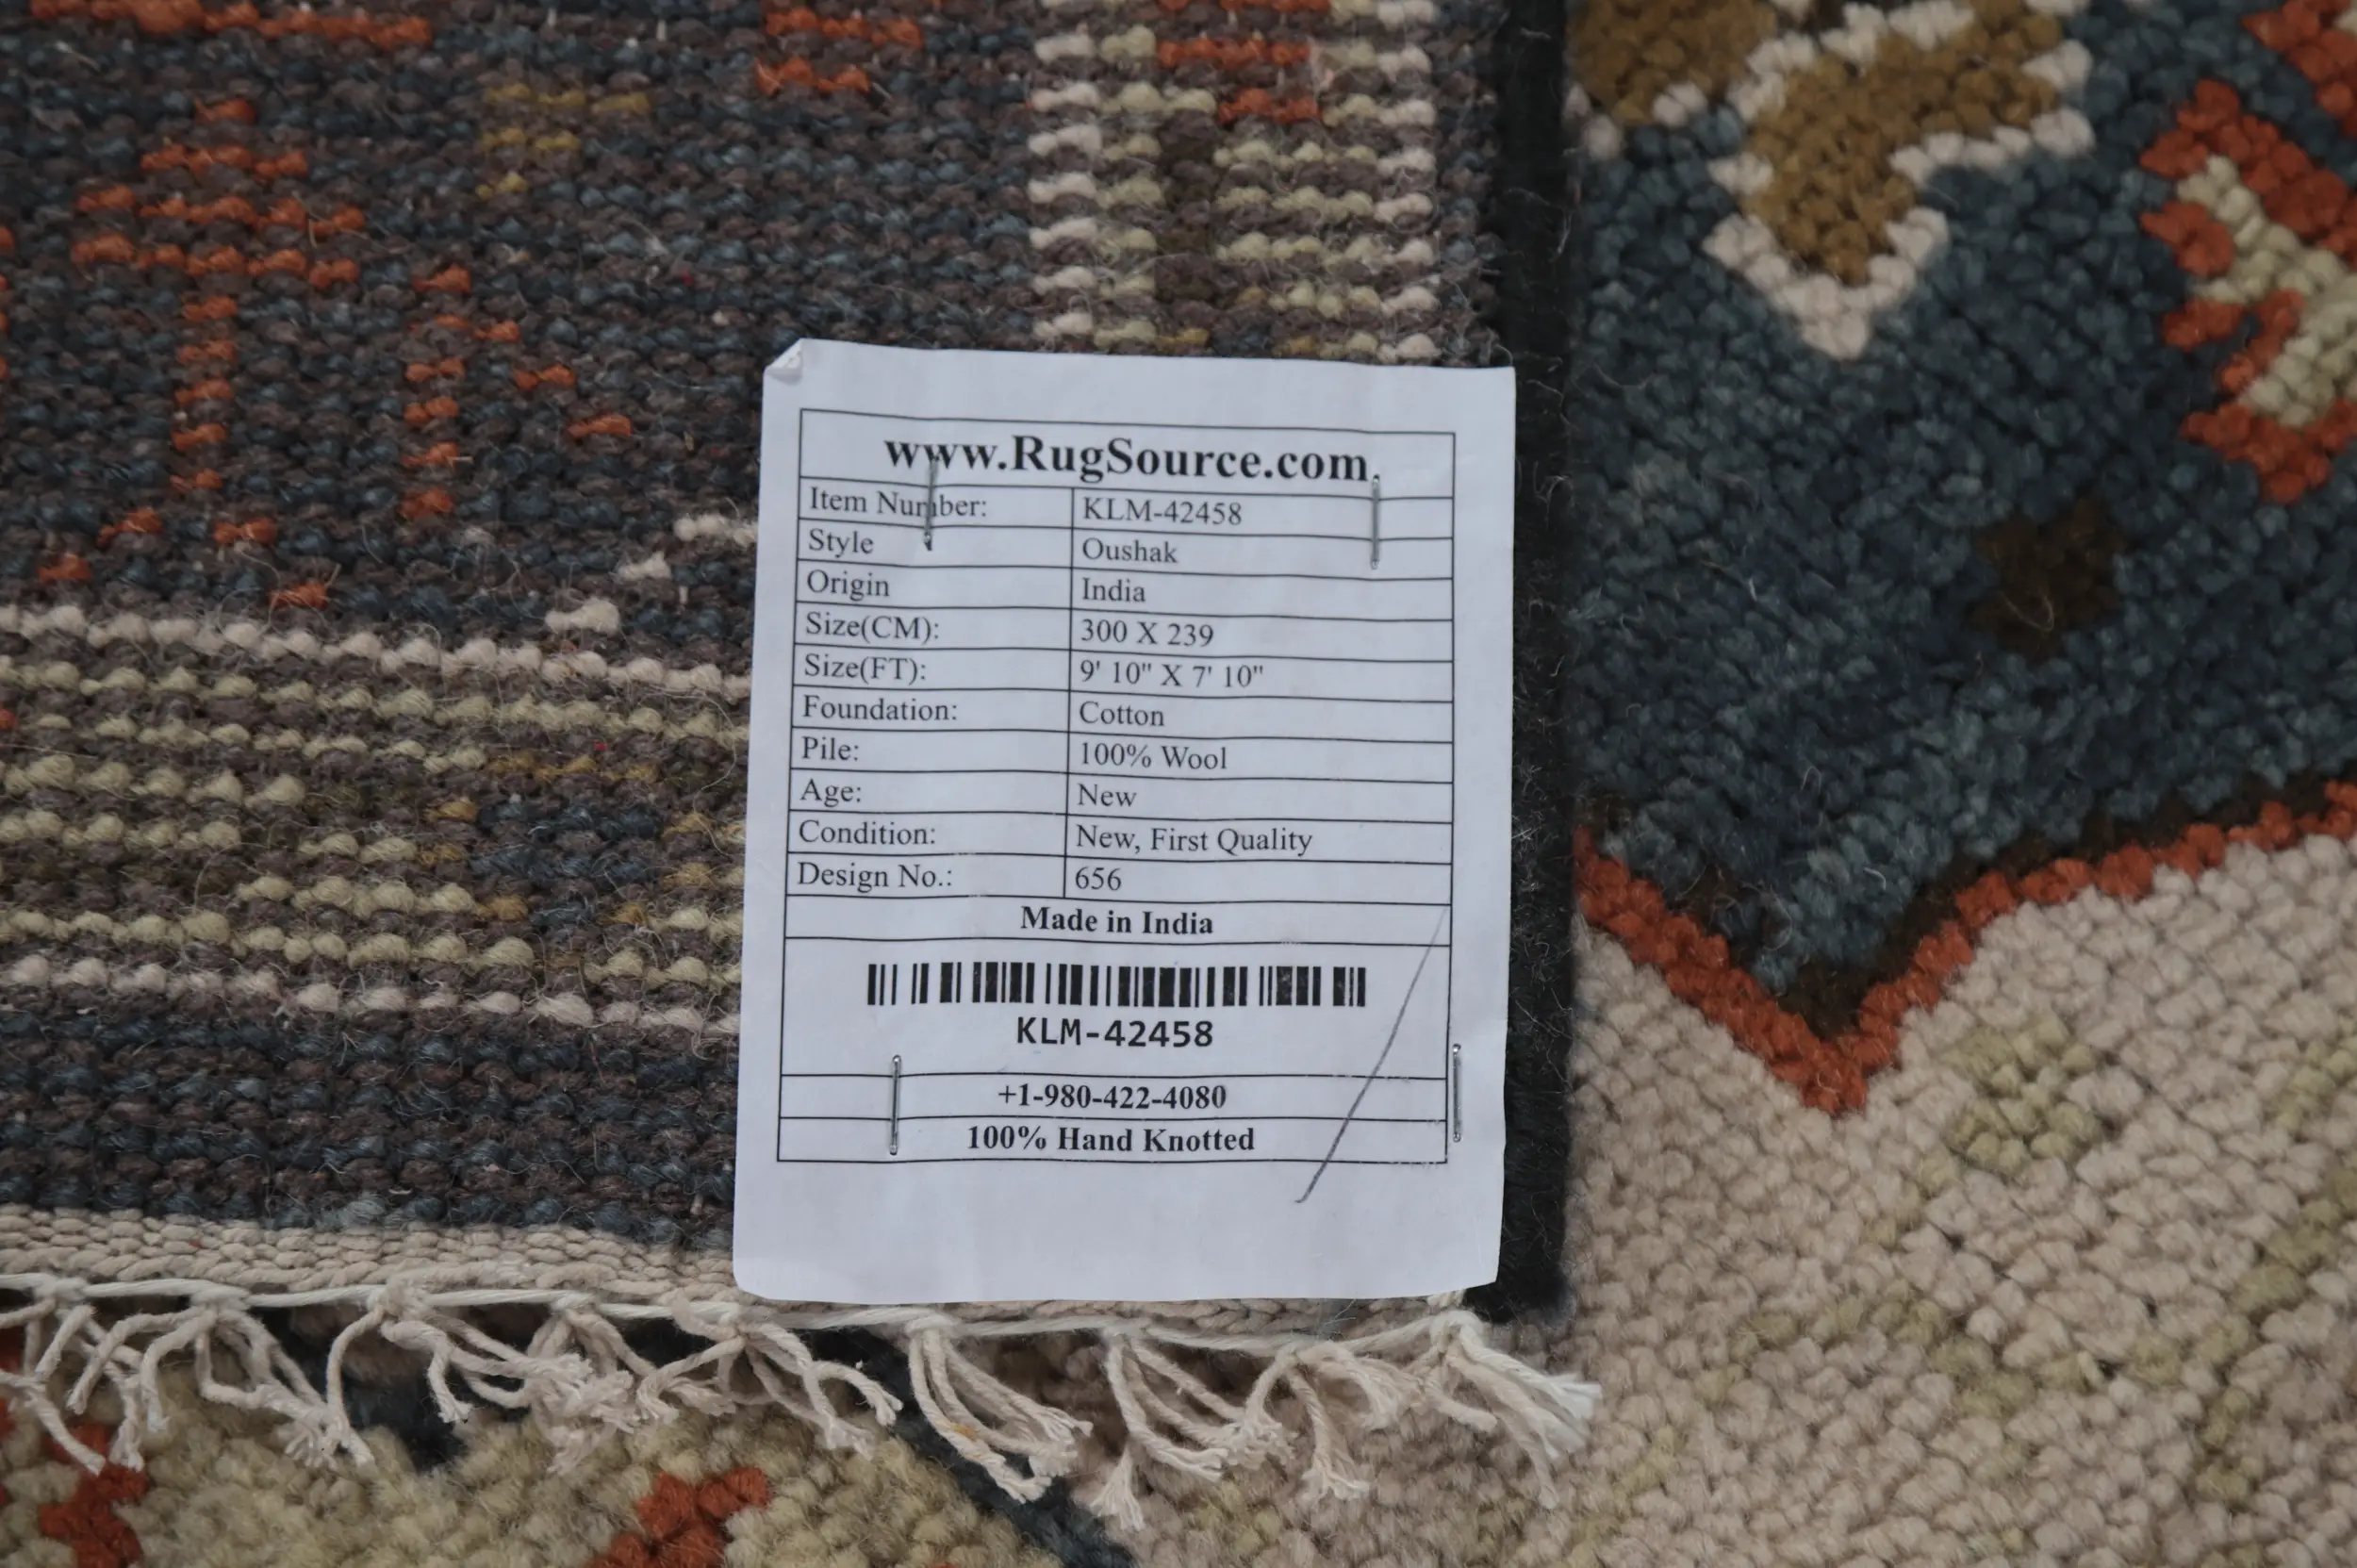 www.RugSource.com
Item Number: KLM-42458
Style Oushak
Origin India
Size(CM): 300 X 239
Size(FT): 9' 10" X 7' 10"
Foundation: Cotton
Pile: 100% Wool
Age: New
Condition: New, First Quality
Design No.: 656
Made in India
KLM-42458
+1-980-422-4080
100% Hand Knotted